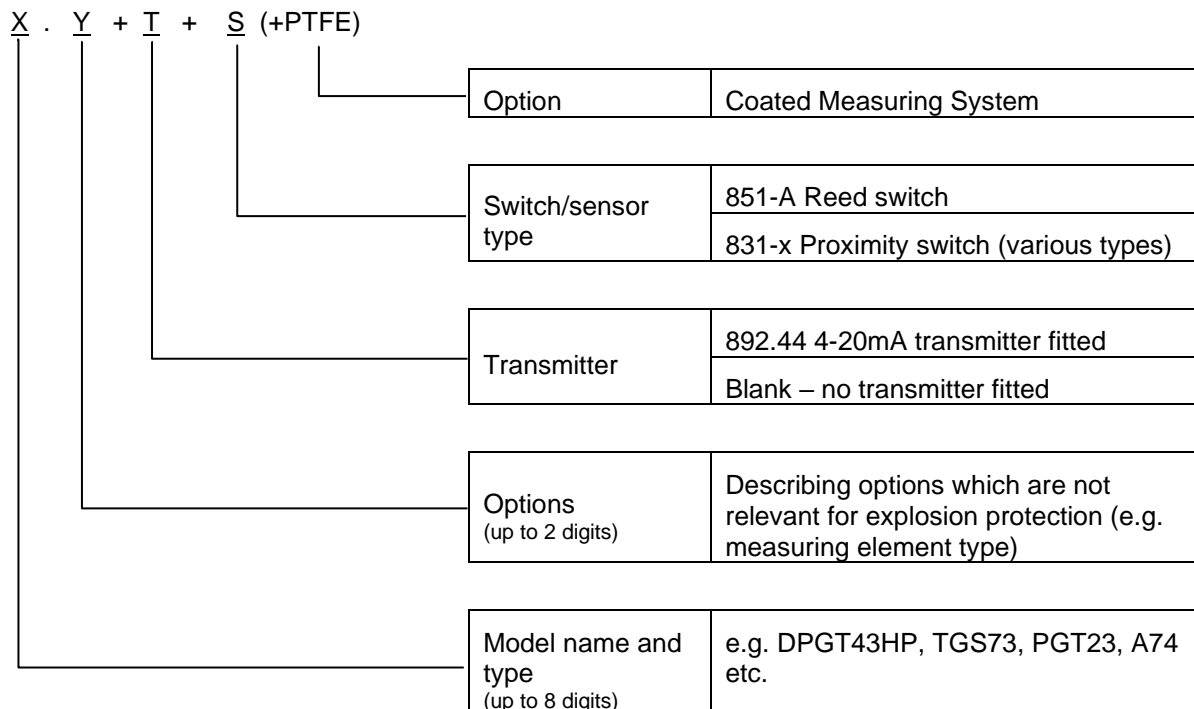 X . Y + T + S (+PTFE)
Option
Coated Measuring System
Switch/sensor
type
851-A Reed switch
831-x Proximity switch (various types)
Transmitter
892.44 4-20mA transmitter fitted
Blank – no transmitter fitted
Options
(up to 2 digits)
Describing options which are not
relevant for explosion protection (e.g.
measuring element type)
Model name and
type
(up to 8 digits)
e.g. DPGT43HP, TGS73, PGT23, A74
etc.